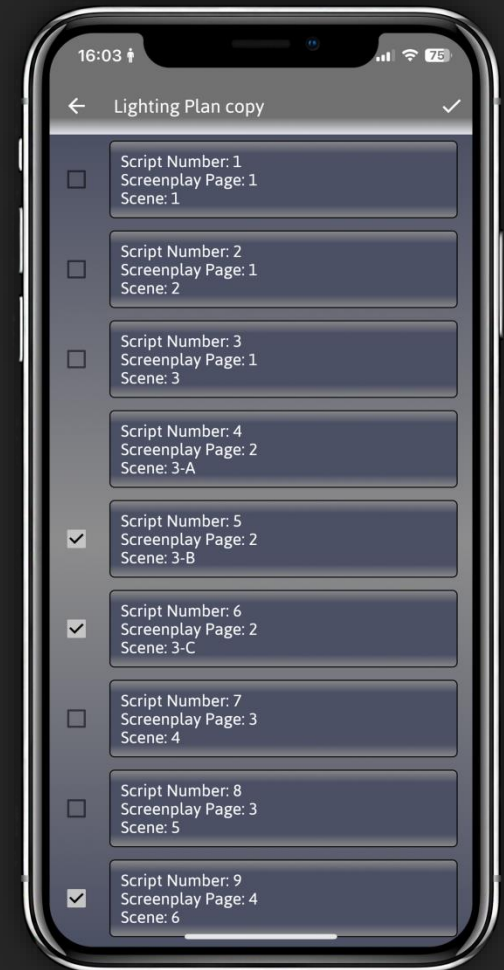 16:03
75
Lighting Plan copy
Script Number: 1
Screenplay Page: 1
Scene: 1
Script Number: 2
Screenplay Page: 1
Scene: 2
Script Number: 3
Screenplay Page: 1
Scene: 3
Script Number: 4
Screenplay Page: 2
Scene: 3-A
Script Number: 5
Screenplay Page: 2
Scene: 3-B
Script Number: 6
Screenplay Page: 2
Scene: 3-C
Script Number: 7
Screenplay Page: 3
Scene: 4
Script Number: 8
Screenplay Page: 3
Scene: 5
Script Number: 9
Screenplay Page: 4
Scene: 6